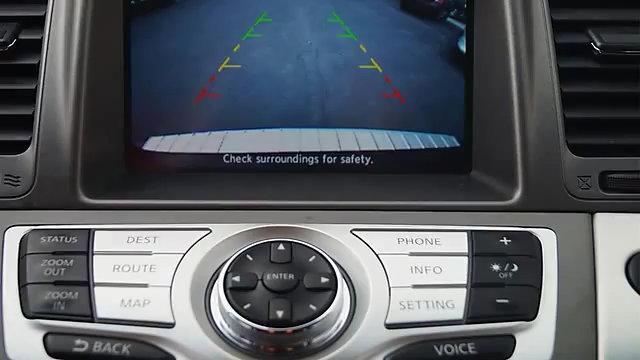 Check surroundings for safety.
STATUS
DEST
PHONE
+
ZOOM OUT
ROUTE
ENTER
INFO
OFF
ZOOM IN
MAP
SETTING
−
BACK
VOICE